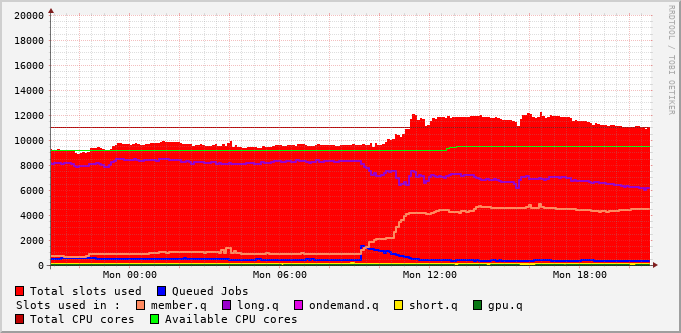 20000
18000
16000
14000
12000
10000
8000
6000
4000
2000
0
Mon 00:00 Mon 06:00 Mon 12:00 Mon 18:00
RRDTOOL / TOBI OETIKER
Total slots used Queued Jobs
Slots used in : member.q long.q ondemand.q short.q gpu.q
Total CPU cores Available CPU cores